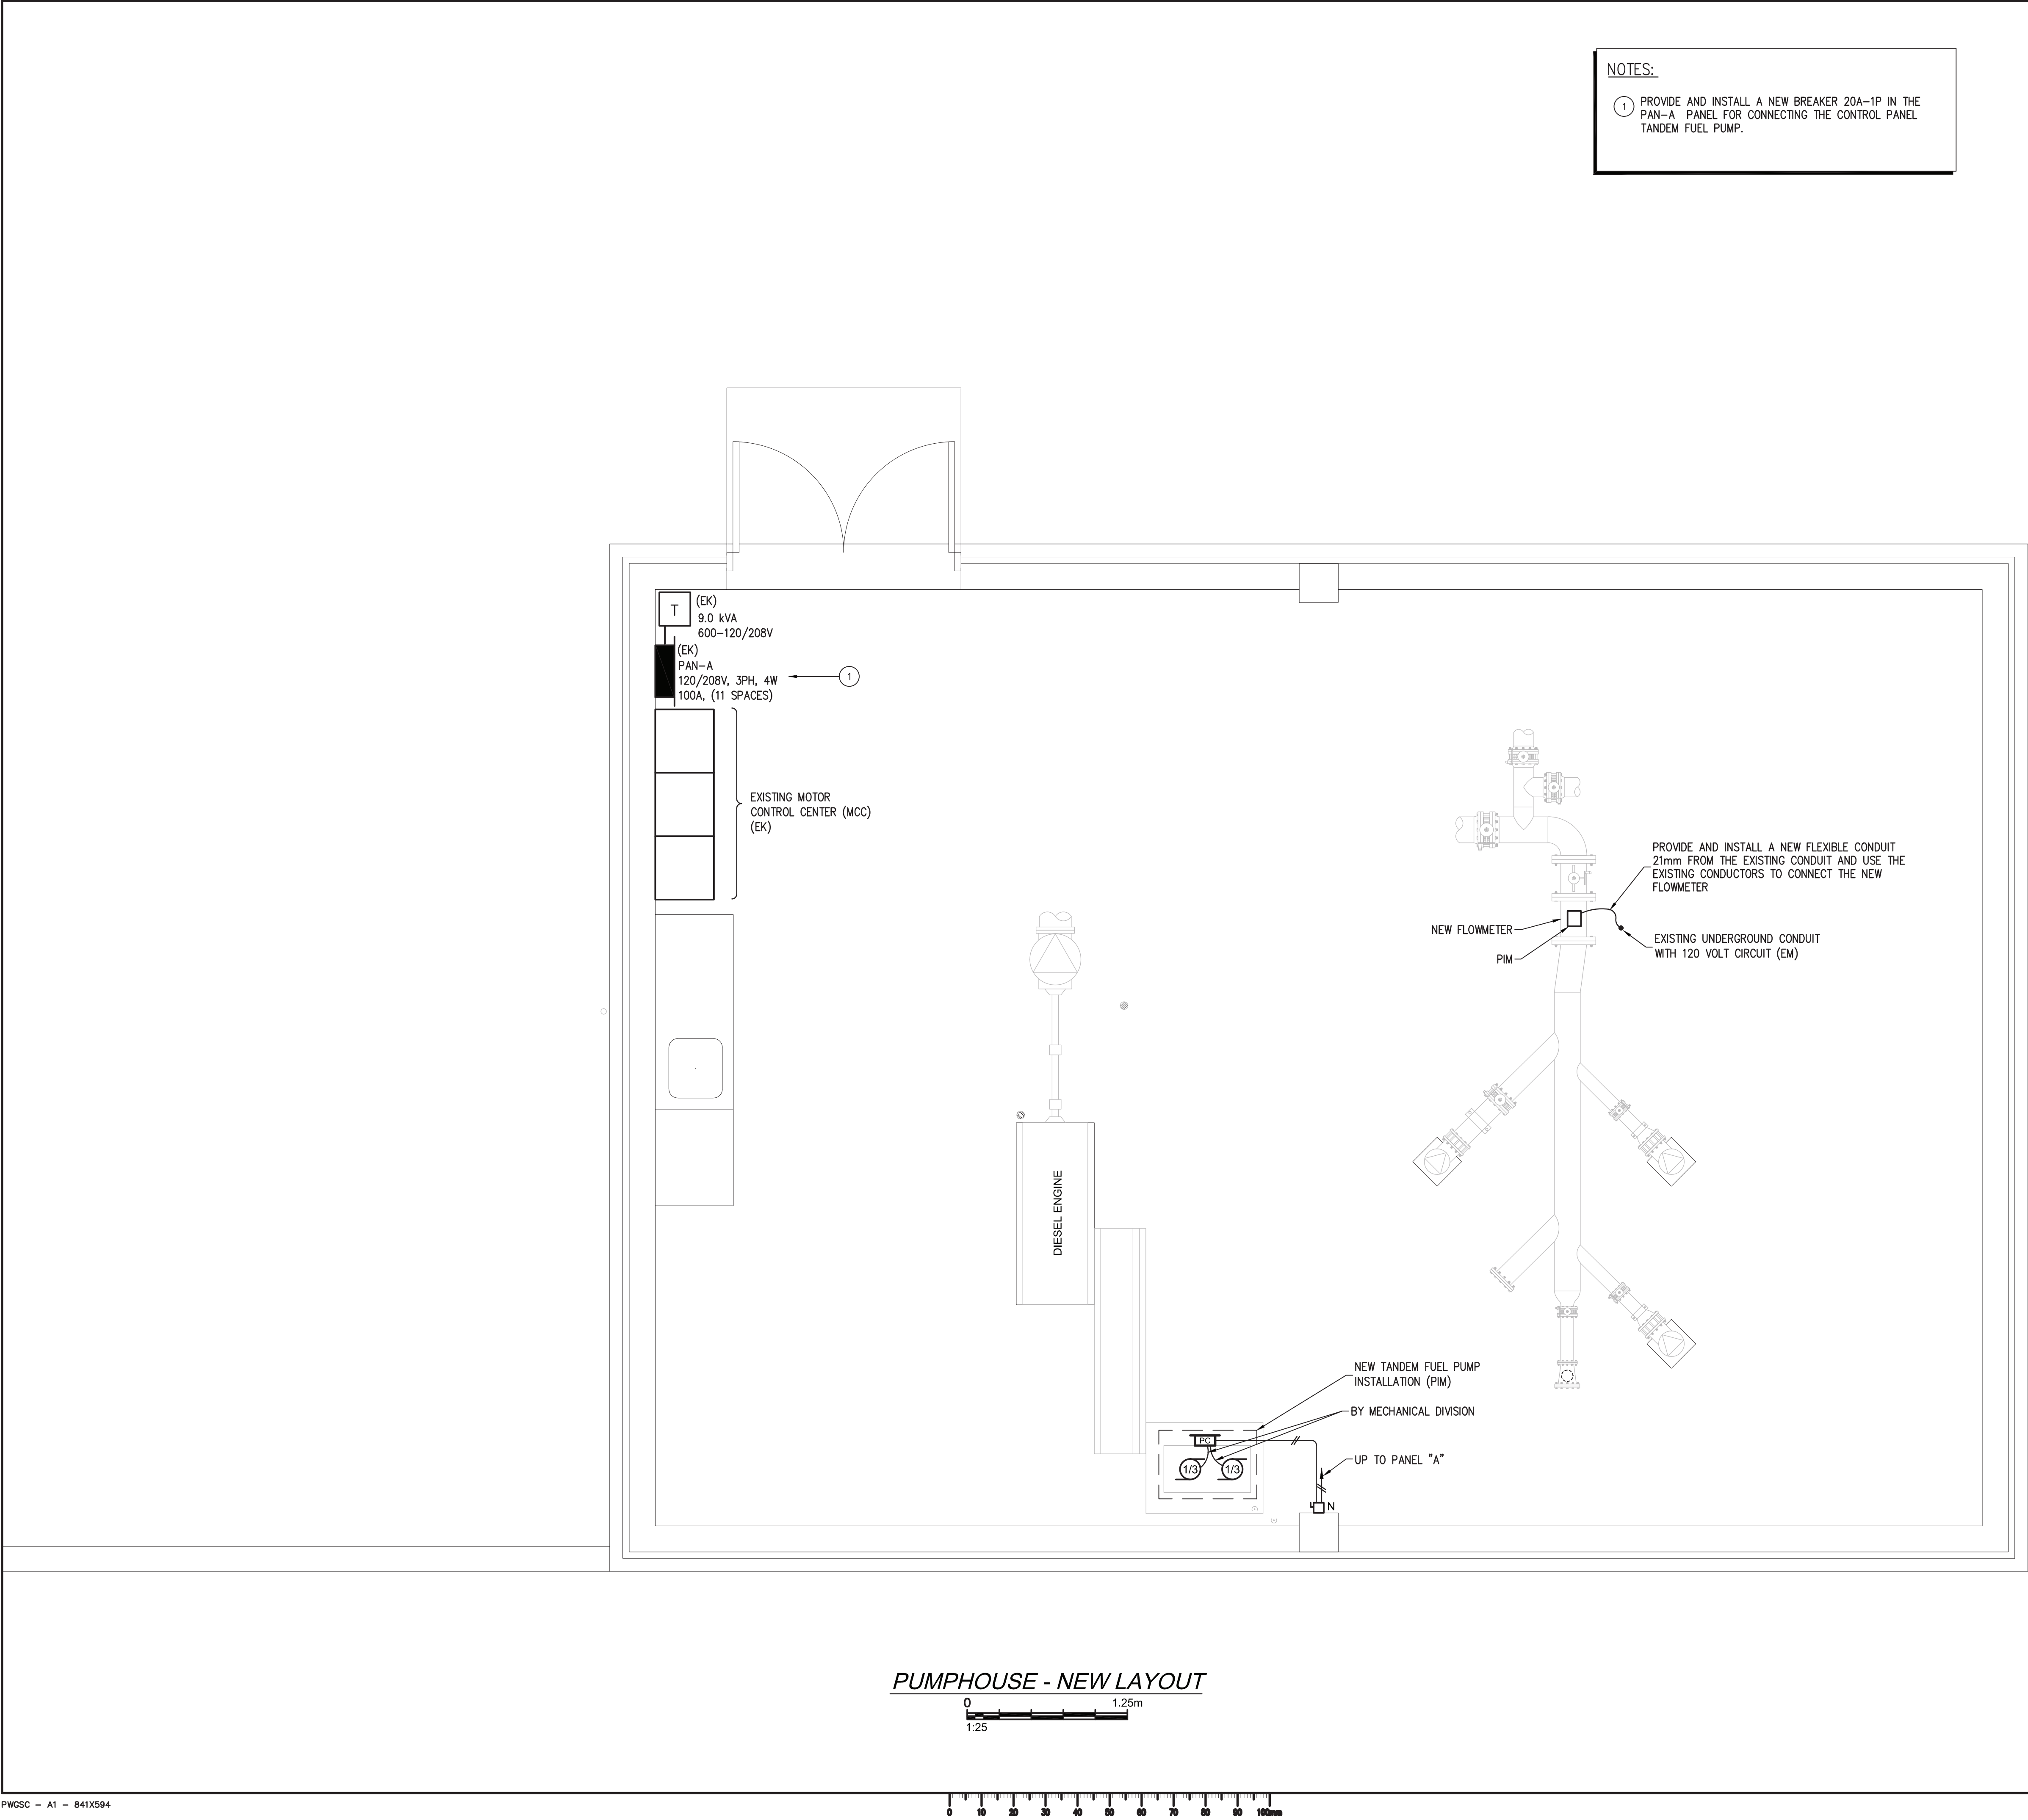 NOTES:
1 PROVIDE AND INSTALL A NEW BREAKER 20A-1P IN THE
PAN-A PANEL FOR CONNECTING THE CONTROL PANEL
TANDEM FUEL PUMP.
T
(EK)
9.0 kVA
600-120/208V
(EK)
PAN-A
120/208V, 3PH, 4W
100A, (11 SPACES)
1
EXISTING MOTOR
CONTROL CENTER (MCC)
(EK)
PROVIDE AND INSTALL A NEW FLEXIBLE CONDUIT
21mm FROM THE EXISTING CONDUIT AND USE THE
EXISTING CONDUCTORS TO CONNECT THE NEW
FLOWMETER
NEW FLOWMETER
PIM
EXISTING UNDERGROUND CONDUIT
WITH 120 VOLT CIRCUIT (EM)
DIESEL ENGINE
NEW TANDEM FUEL PUMP
INSTALLATION (PIM)
BY MECHANICAL DIVISION
PC
1/3 1/3
UP TO PANEL "A"
N
PUMPHOUSE - NEW LAYOUT
0 1.25m
1:25
PWGSC - A1 - 841X594
0 10 20 30 40 50 60 70 80 90 100mm